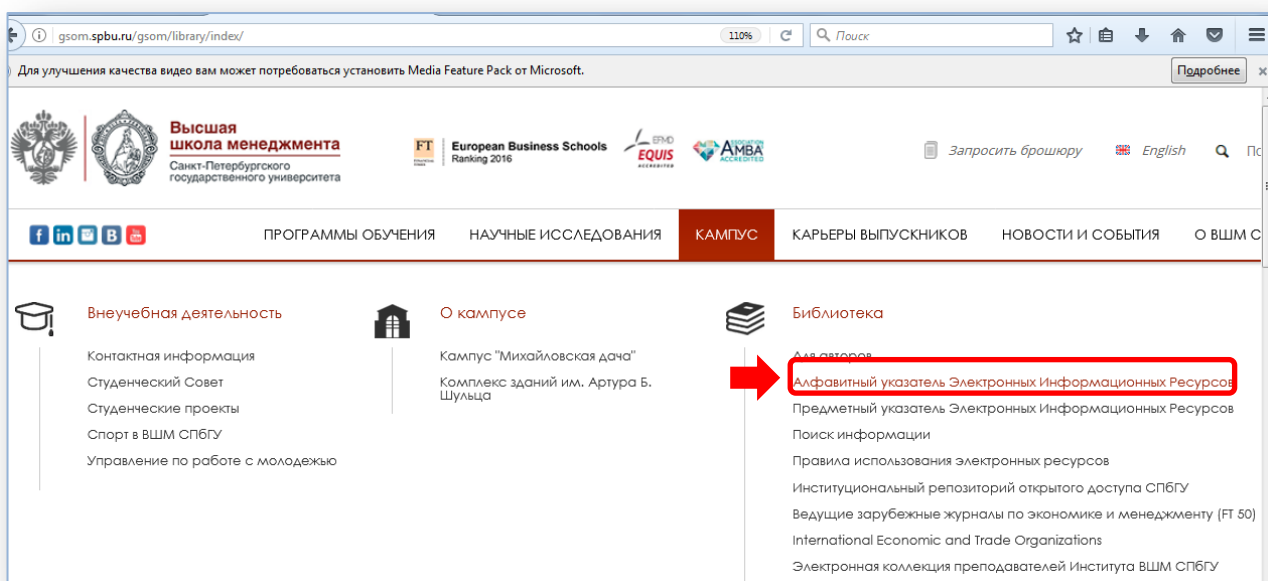 gsom.spbu.ru/gsom/library/index/
110%
Поиск
Для улучшения качества видео вам может потребоваться установить Media Feature Pack от Microsoft.
Подробнее
Высшая
школа менеджмента
Санкт-Петербургского
государственного университета
FT
European Business Schools
Ranking 2016
EFMD
EQUIS
ACCREDITED
ASSOCIATION
AMBA
ACCREDITED
Запросить брошюру
English
По
ПРОГРАММЫ ОБУЧЕНИЯ
НАУЧНЫЕ ИССЛЕДОВАНИЯ
КАМПУС
КАРЬЕРЫ ВЫПУСКНИКОВ
НОВОСТИ И СОБЫТИЯ
О ВШМ С
Внеучебная деятельность
Контактная информация
Студенческий Совет
Студенческие проекты
Спорт в ВШМ СПбГУ
Управление по работе с молодежью
О кампусе
Кампус "Михайловская дача"
Комплекс зданий им. Артура Б.
Шульца
Библиотека
Для авторов
Алфавитный указатель Электронных Информационных Ресурсов
Предметный указатель Электронных Информационных Ресурсов
Поиск информации
Правила использования электронных ресурсов
Институциональный репозиторий открытого доступа СПбГУ
Ведущие зарубежные журналы по экономике и менеджменту (FT 50)
International Economic and Trade Organizations
Электронная коллекция преподавателей Института ВШМ СПбГУ